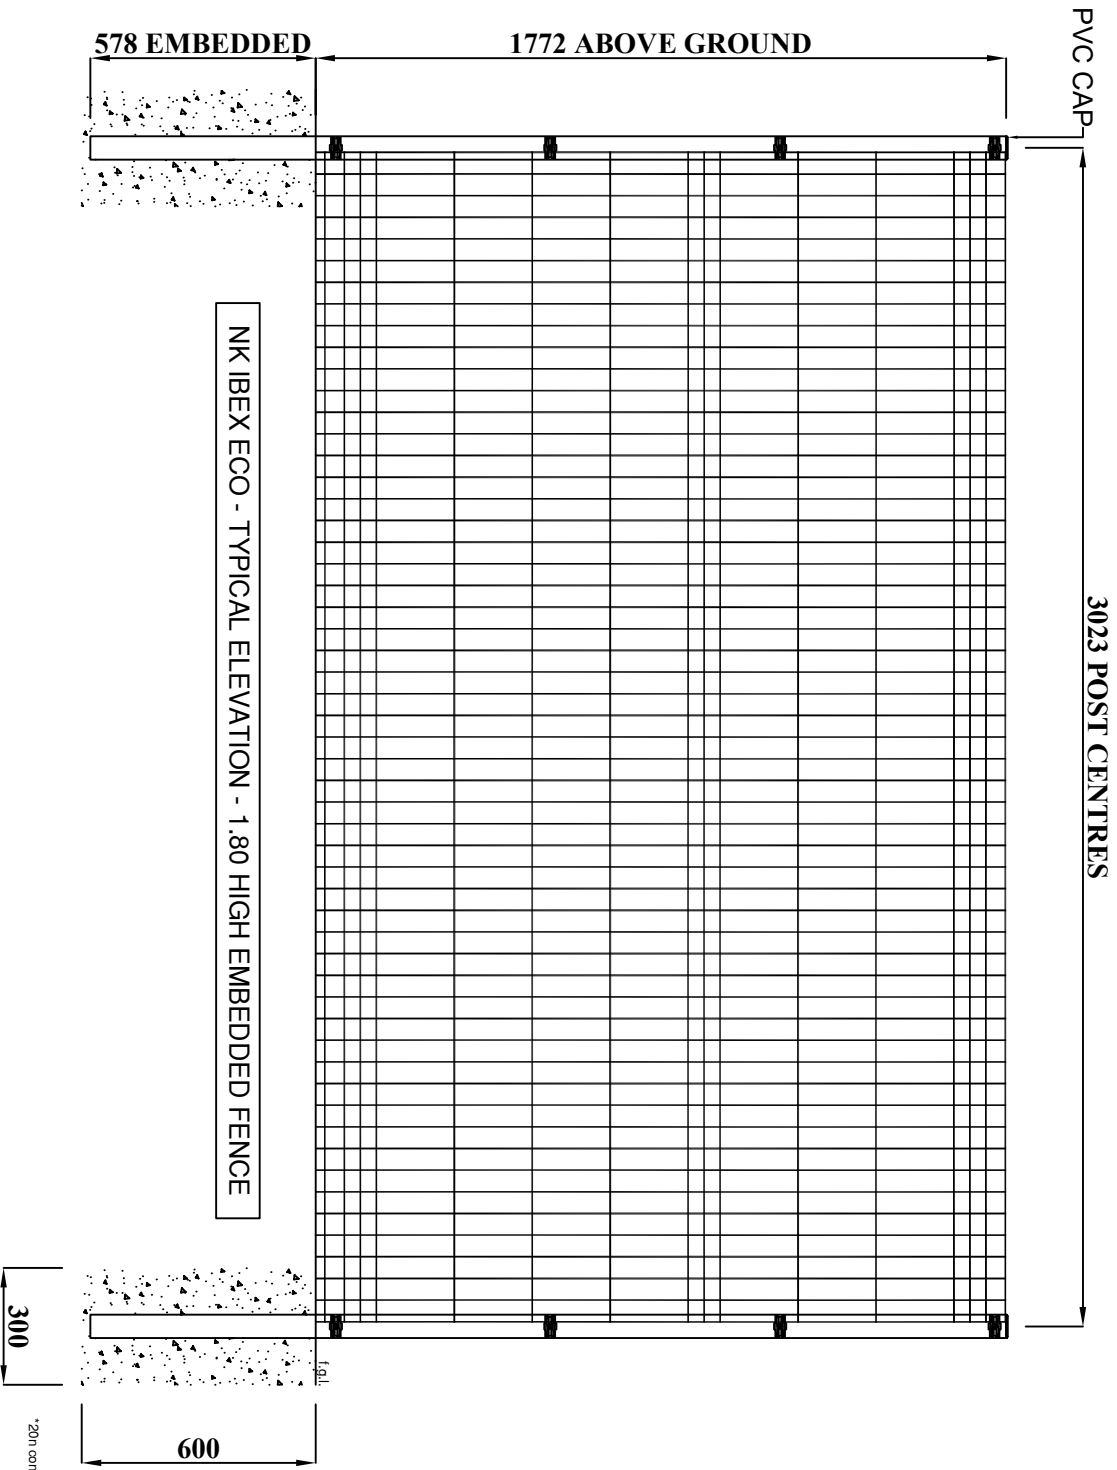 PVC CAP
3023 POST CENTRES
1772 ABOVE GROUND
578 EMBEDDED
NK IBEX ECO - TYPICAL ELEVATION - 1.80 HIGH EMBEDDED FENCE
f.g.l.
600
300
*20n